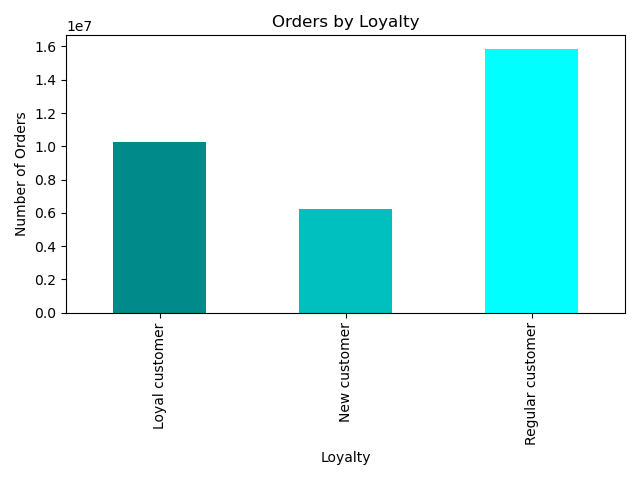 Orders by Loyalty
1e7
1.6
1.4
1.2
1.0
0.8
0.6
0.4
0.2
0.0
Number of Orders
Loyal customer
New customer
Regular customer
Loyalty